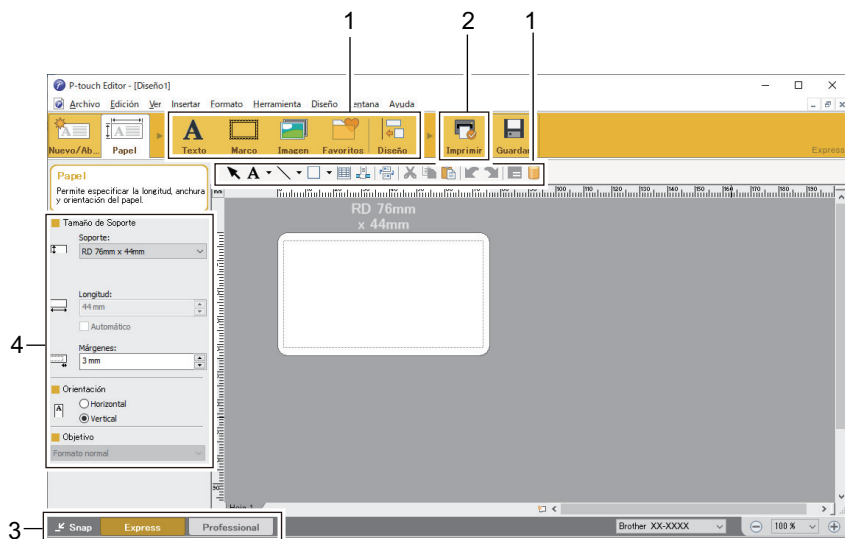 1 2 1
P-touch Editor - [Diseño1]
Archivo Edición Ver Insertar Formato Herramienta Diseño entana Ayuda
Nuevo/Ab... Papel Texto Marco Imagen Favoritos Diseño Imprimir Guardar Express
Papel
Permite especificar la longitud, anchura
y orientación del papel.
RD 76mm
x 44mm
Tamaño de Soporte
Soporte:
RD 76mm x 44mm
Longitud:
44 mm
Automático
4
Márgenes:
3 mm
Orientación
Horizontal
Vertical
Objetivo
Formato normal
Hoja 1
3
Snap Express Professional
Brother XX-XXXX
100 %